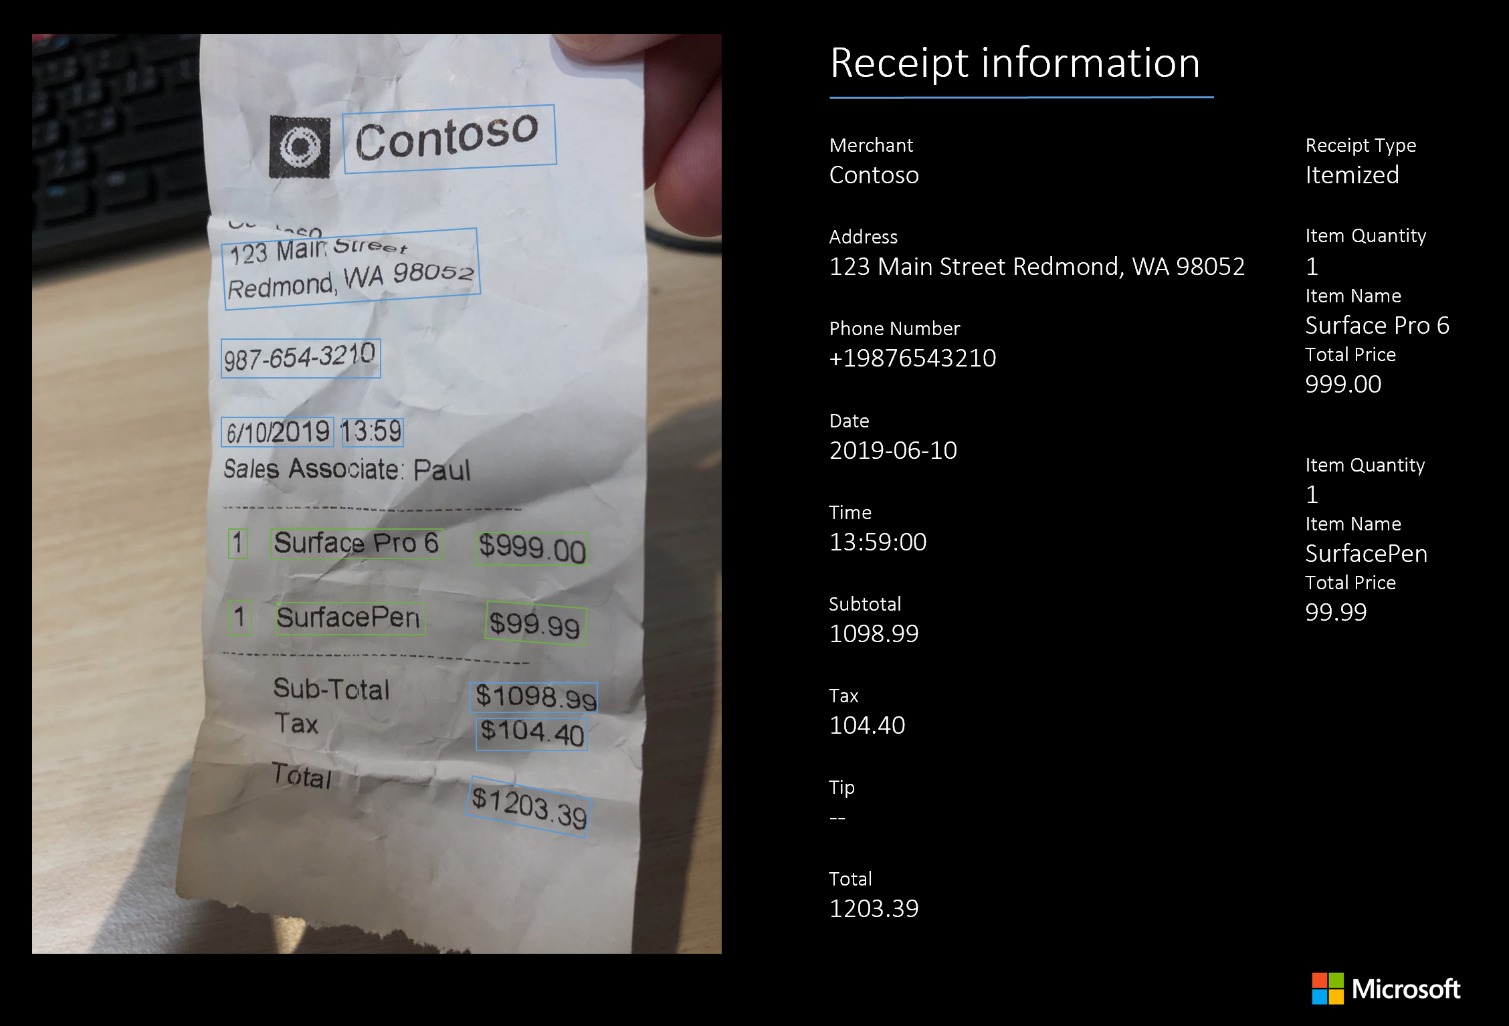 Contoso
123 Main Street
Redmond, WA 98052
987-654-3210
6/10/2019 13:59
Sales Associate: Paul
1 Surface Pro 6 $999.00
1 SurfacePen $99.99
Sub-Total $1098.99
Tax $104.40
Total $1203.39
Receipt information
Merchant
Contoso
Address
123 Main Street Redmond, WA 98052
Phone Number
+19876543210
Date
2019-06-10
Time
13:59:00
Subtotal
1098.99
Tax
104.40
Tip
--
Total
1203.39
Receipt Type
Itemized
Item Quantity
1
Item Name
Surface Pro 6
Total Price
999.00
Item Quantity
1
Item Name
SurfacePen
Total Price
99.99
Microsoft